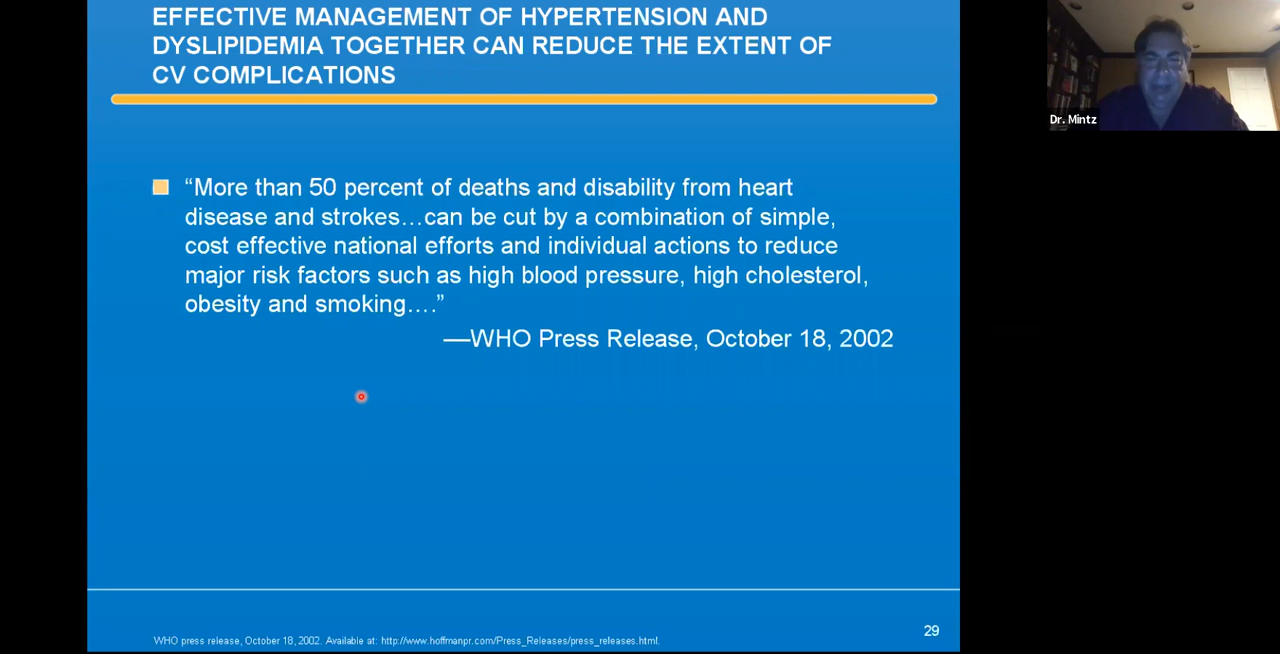 EFFECTIVE MANAGEMENT OF HYPERTENSION AND
DYSLIPIDEMIA TOGETHER CAN REDUCE THE EXTENT OF
CV COMPLICATIONS
Dr. Mintz
“More than 50 percent of deaths and disability from heart
disease and strokes…can be cut by a combination of simple,
cost effective national efforts and individual actions to reduce
major risk factors such as high blood pressure, high cholesterol,
obesity and smoking….”
—WHO Press Release, October 18, 2002
29
WHO press release, October 18, 2002. Available at: http://www.hoffmanpr.com/Press_Releases/press_releases.html.